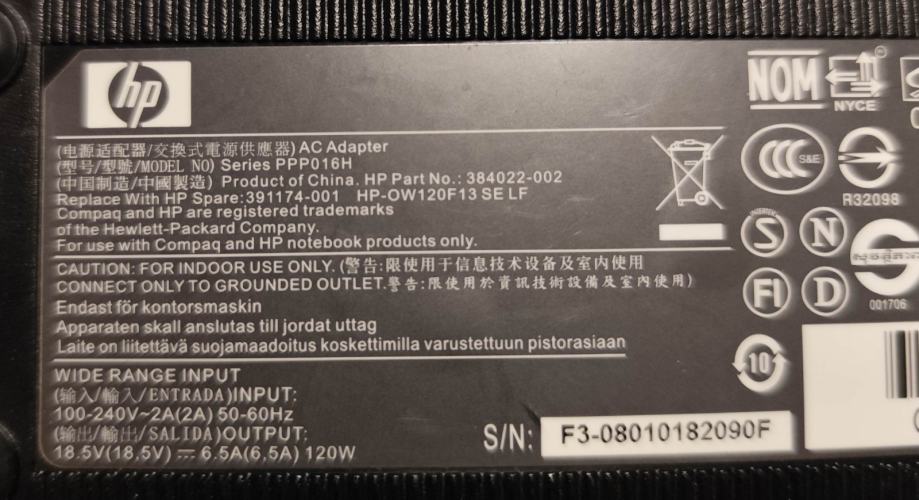 hp
(电源适配器/交換式電源供應器) AC Adapter
(型号/型號/MODEL NO) Series PPP016H
(中国制造/中國製造) Product of China. HP Part No.: 384022-002
Replace With HP Spare:391174-001 HP-OW120F13 SE LF
Compaq and HP are registered trademarks
of the Hewlett-Packard Company.
For use with Compaq and HP notebook products only.
CAUTION: FOR INDOOR USE ONLY. (警告:限使用于信息技术设备及室内使用
CONNECT ONLY TO GROUNDED OUTLET.警告:限使用於資訊技術設備及室內使用)
Endast för kontorsmaskin
Apparaten skall anslutas till jordat uttag
Laite on liitettävä suojamaadoitus koskettimilla varustettuun pistorasiaan
WIDE RANGE INPUT
(输入/輸入/ENTRADA)INPUT:
100-240V~2A(2A) 50-60Hz
(输出/輸出/SALIDA)OUTPUT:
18.5V(18.5V) ⎓ 6.5A(6.5A) 120W
S/N: F3-08010182090F
NOM
NYCE
CCC S&E
R32098
S
N
FI
D
001706
10